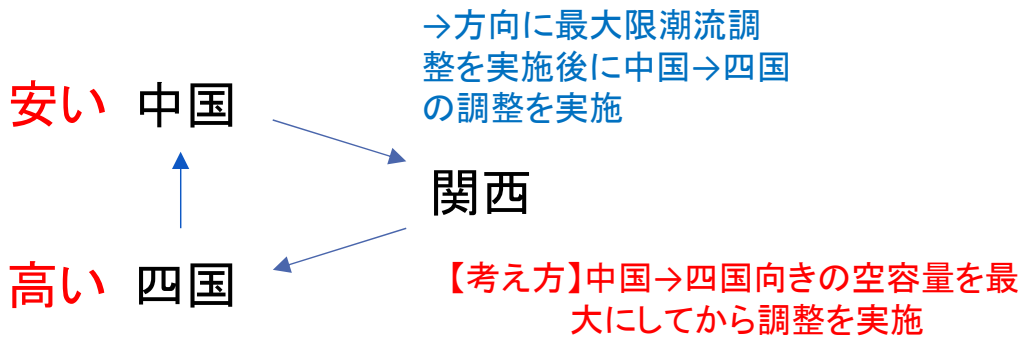 →方向に最大限潮流調
整を実施後に中国→四国
の調整を実施
安い 中国
関西
高い 四国
【考え方】中国→四国向きの空容量を最
大にしてから調整を実施